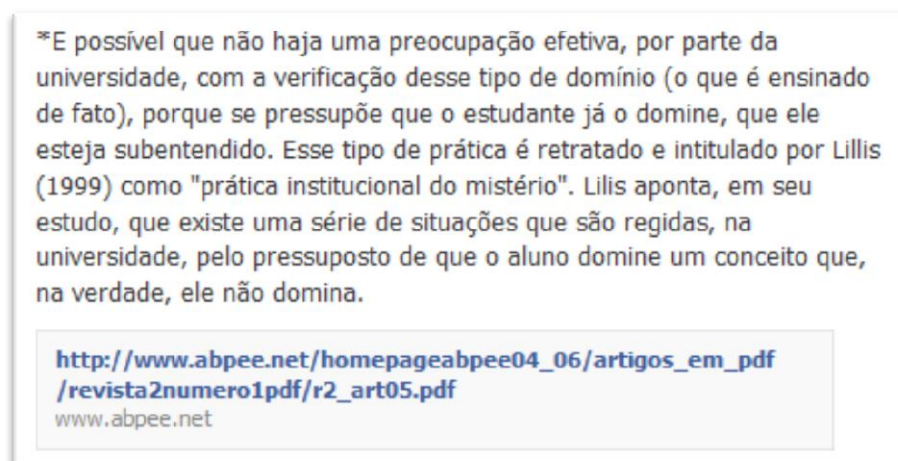 *E possível que não haja uma preocupação efetiva, por parte da
universidade, com a verificação desse tipo de domínio (o que é ensinado
de fato), porque se pressupõe que o estudante já o domine, que ele
esteja subentendido. Esse tipo de prática é retratado e intitulado por Lillis
(1999) como "prática institucional do mistério". Lilis aponta, em seu
estudo, que existe uma série de situações que são regidas, na
universidade, pelo pressuposto de que o aluno domine um conceito que,
na verdade, ele não domina.
http://www.abpee.net/homepageabpee04_06/artigos_em_pdf
/revista2numero1pdf/r2_art05.pdf
www.abpee.net